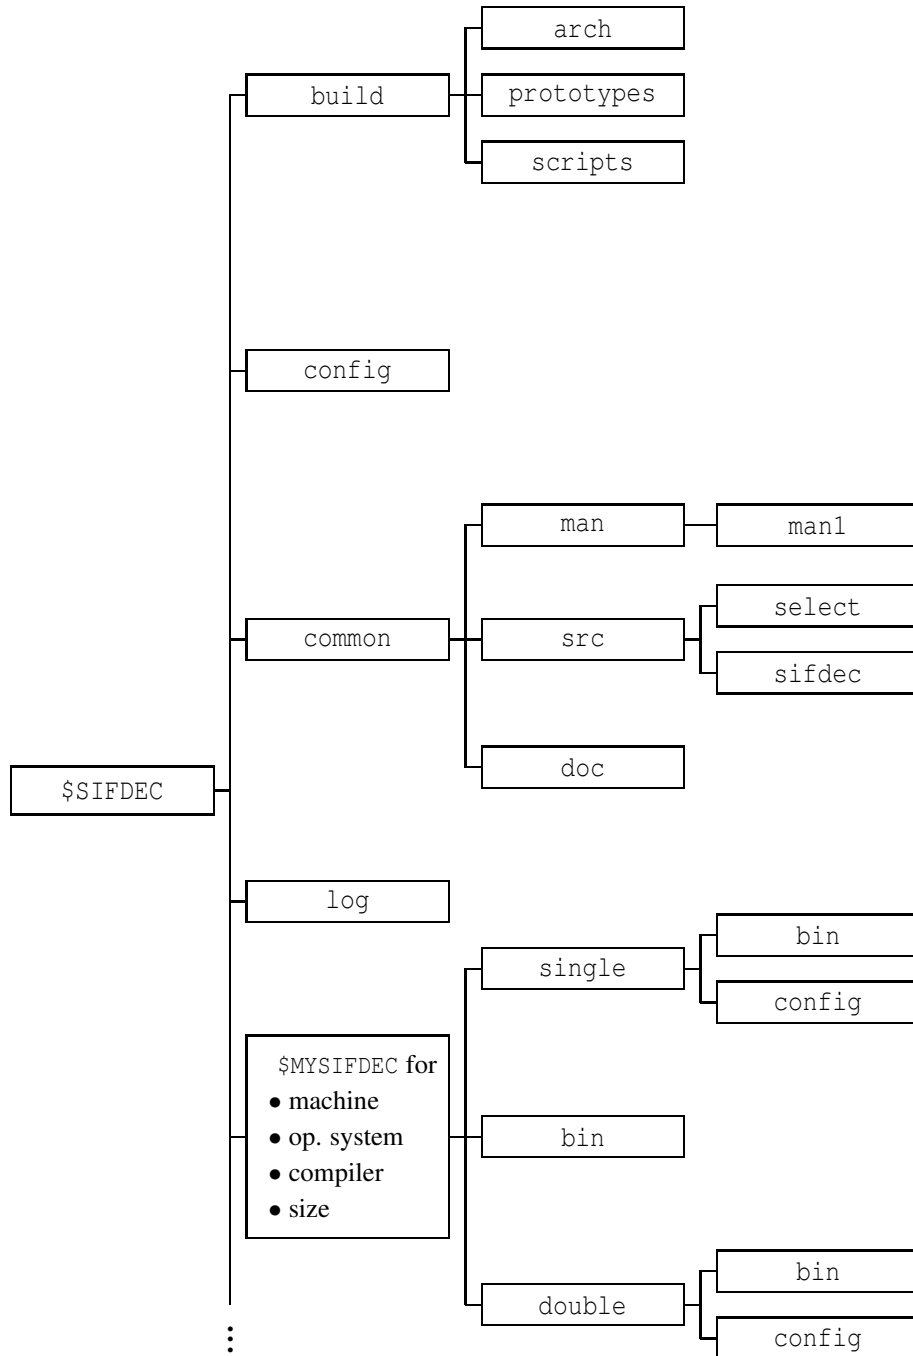 arch
build
prototypes
scripts
config
man
man1
select
common
src
sifdec
doc
$SIFDEC
log
bin
single
config
$MYSIFDEC for
• machine
• op. system
• compiler
• size
bin
bin
double
config